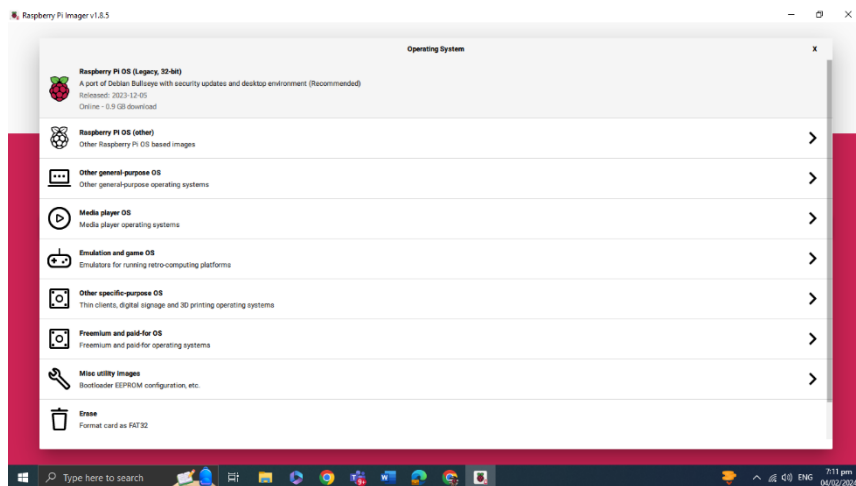 Raspberry Pi Imager v1.8.5
Operating System
X
Raspberry Pi OS (Legacy, 32-bit)
A port of Debian Bullseye with security updates and desktop environment (Recommended)
Released: 2023-12-05
Online - 0.9 GB download
Raspberry Pi OS (other)
Other Raspberry Pi OS based images
Other general-purpose OS
Other general-purpose operating systems
Media player OS
Media player operating systems
Emulation and game OS
Emulators for running retro-computing platforms
Other specific-purpose OS
Thin clients, digital signage and 3D printing operating systems
Freemium and paid-for OS
Freemium and paid-for operating systems
Misc utility images
Bootloader EEPROM configuration, etc.
Erase
Format card as FAT32
Type here to search
ENG
7:11 pm
04/02/2024